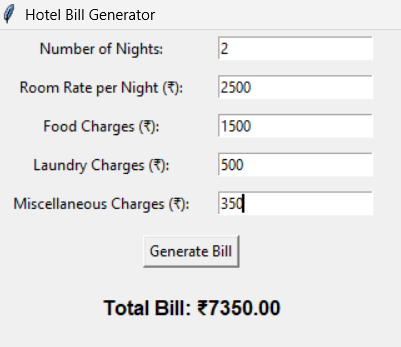 Hotel Bill Generator
Number of Nights: 2
Room Rate per Night (₹): 2500
Food Charges (₹): 1500
Laundry Charges (₹): 500
Miscellaneous Charges (₹): 350
Generate Bill
Total Bill: ₹7350.00